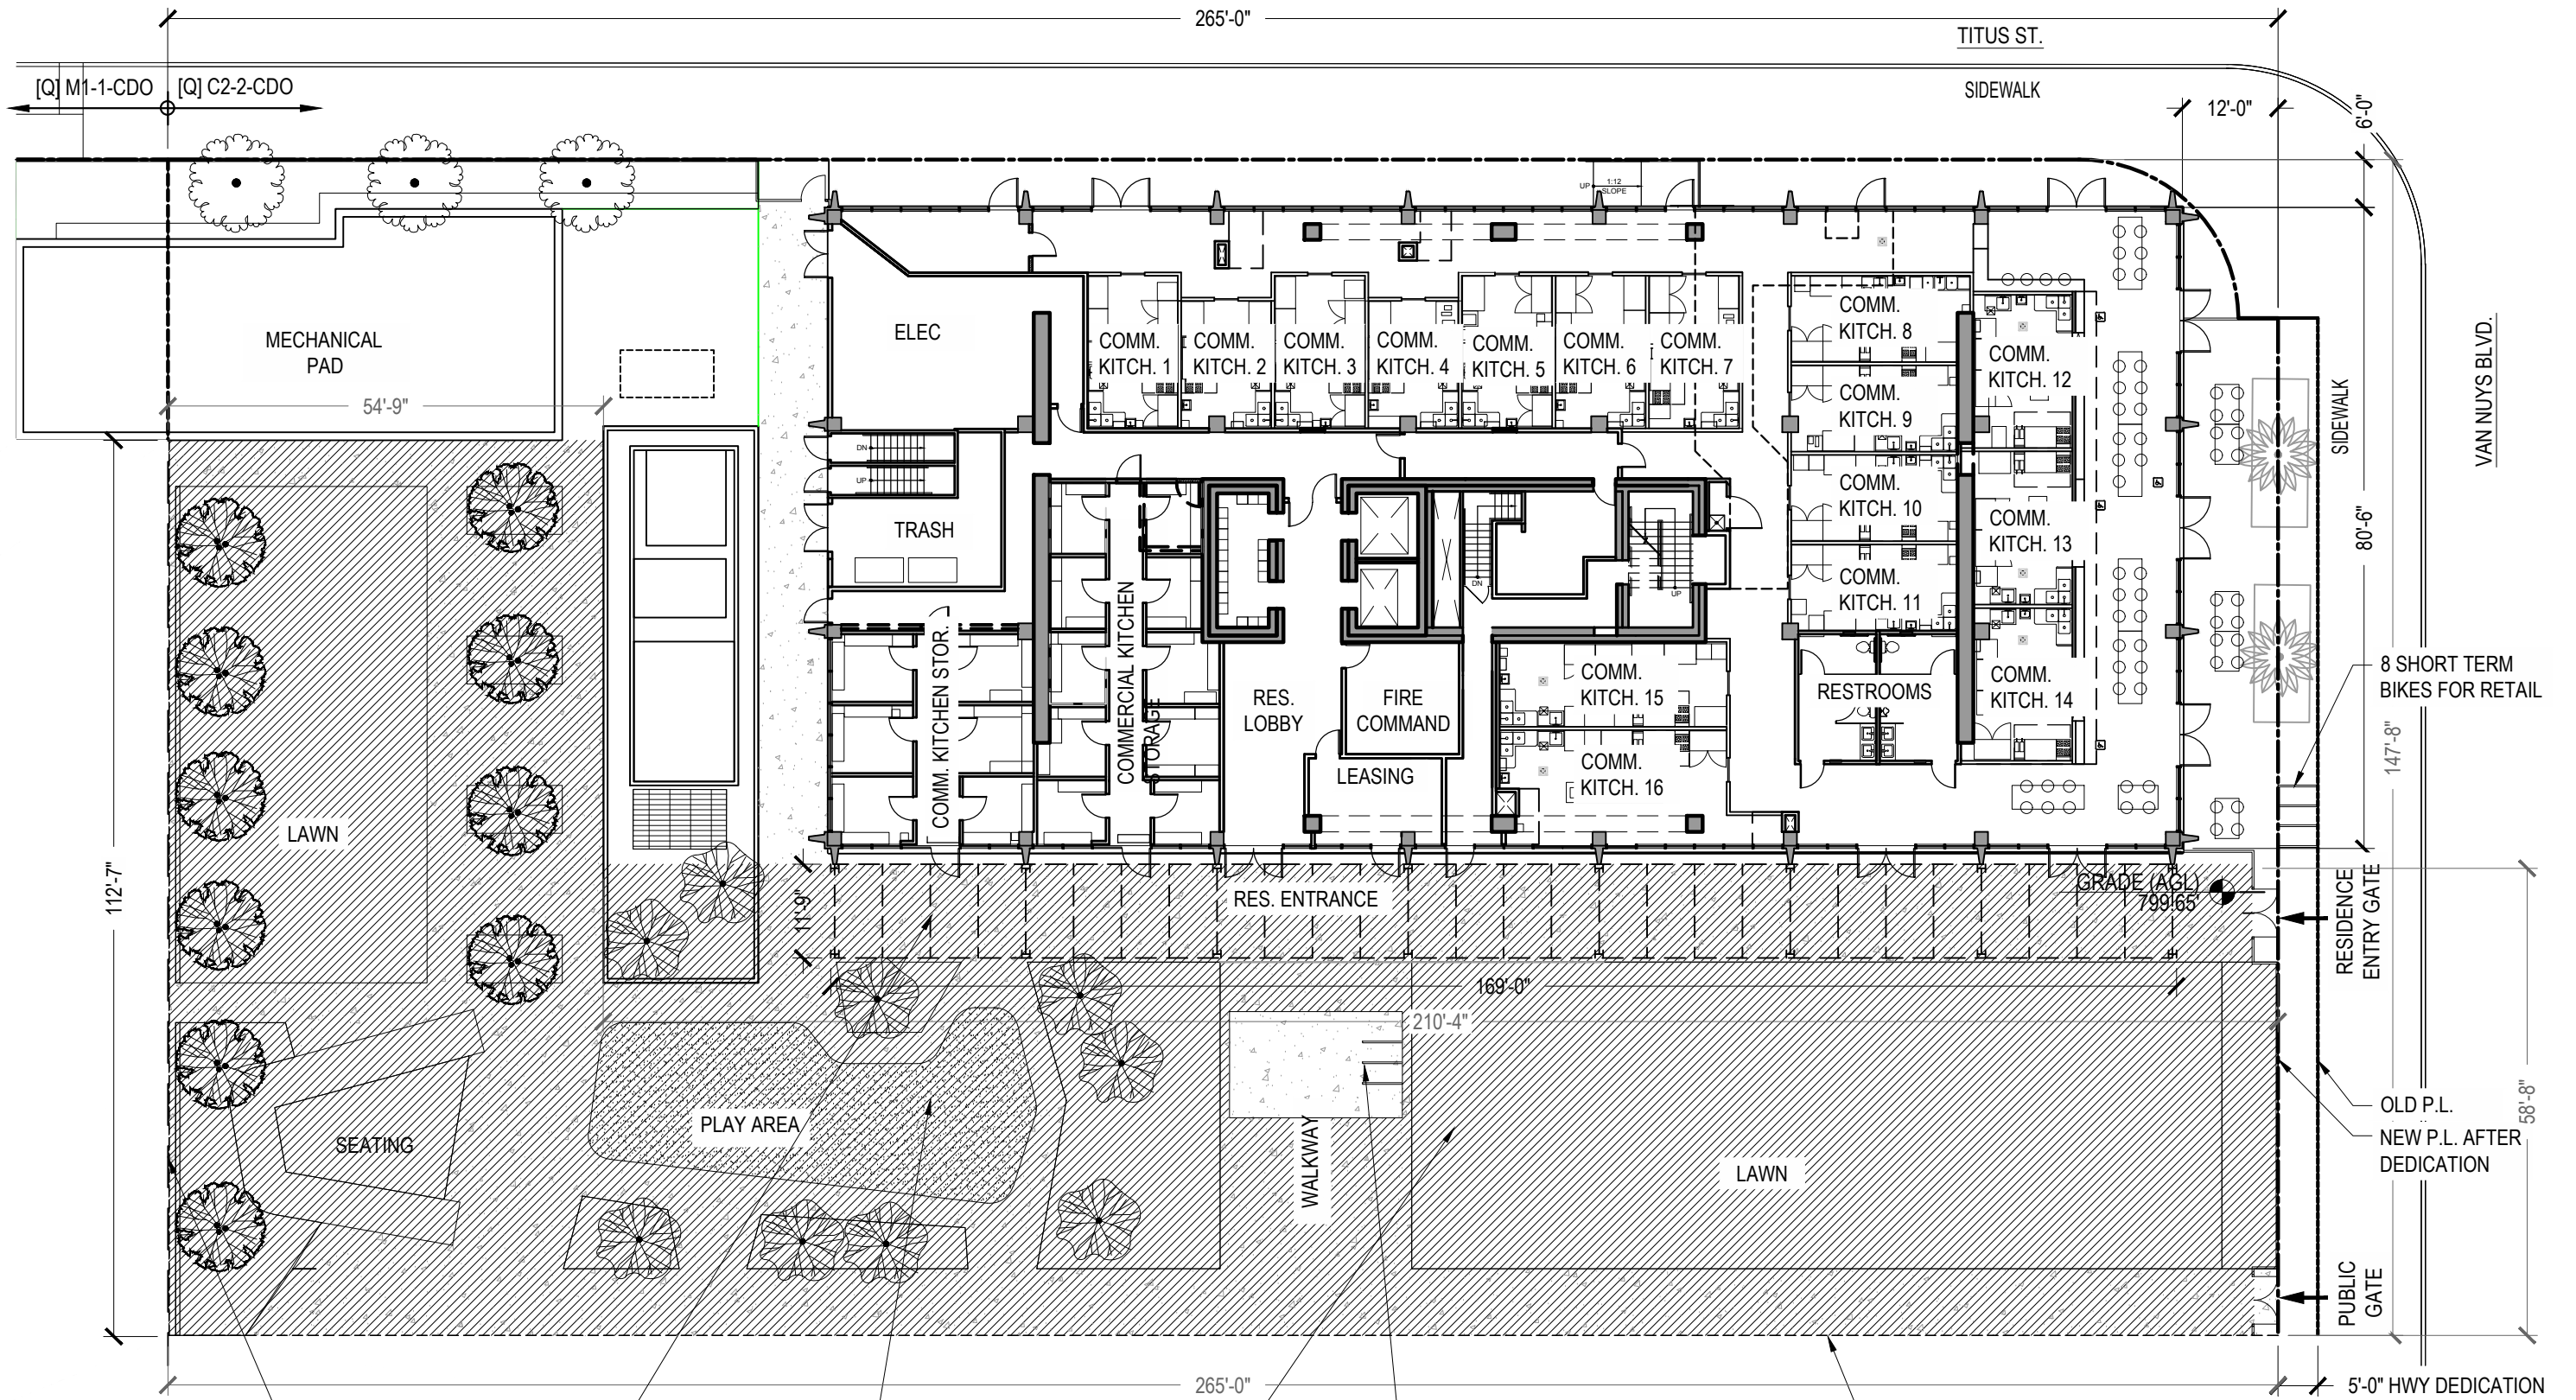 265'-0"
TITUS ST.
[Q] M1-1-CDO
[Q] C2-2-CDO
SIDEWALK
12'-0"
6'-0"
UP
1:12
SLOPE
MECHANICAL
PAD
54'-9"
ELEC
COMM.
KITCH. 1
COMM.
KITCH. 2
COMM.
KITCH. 3
COMM.
KITCH. 4
COMM.
KITCH. 5
COMM.
KITCH. 6
COMM.
KITCH. 7
COMM.
KITCH. 8
COMM.
KITCH. 9
COMM.
KITCH. 10
COMM.
KITCH. 11
COMM.
KITCH. 12
COMM.
KITCH. 13
COMM.
KITCH. 14
SIDEWALK
VAN NUYS BLVD.
80'-6"
DN
UP
TRASH
DN
UP
COMM. KITCHEN STOR.
COMMERCIAL KITCHEN
STORAGE
RES.
LOBBY
FIRE
COMMAND
LEASING
COMM.
KITCH. 15
COMM.
KITCH. 16
RESTROOMS
8 SHORT TERM
BIKES FOR RETAIL
147'-8"
LAWN
112'-7"
11'-9"
RES. ENTRANCE
GRADE (AGL)
799.65'
RESIDENCE
ENTRY GATE
169'-0"
210'-4"
PLAY AREA
SEATING
WALKWAY
LAWN
OLD P.L.
NEW P.L. AFTER
DEDICATION
58'-8"
PUBLIC
GATE
265'-0"
5'-0" HWY DEDICATION